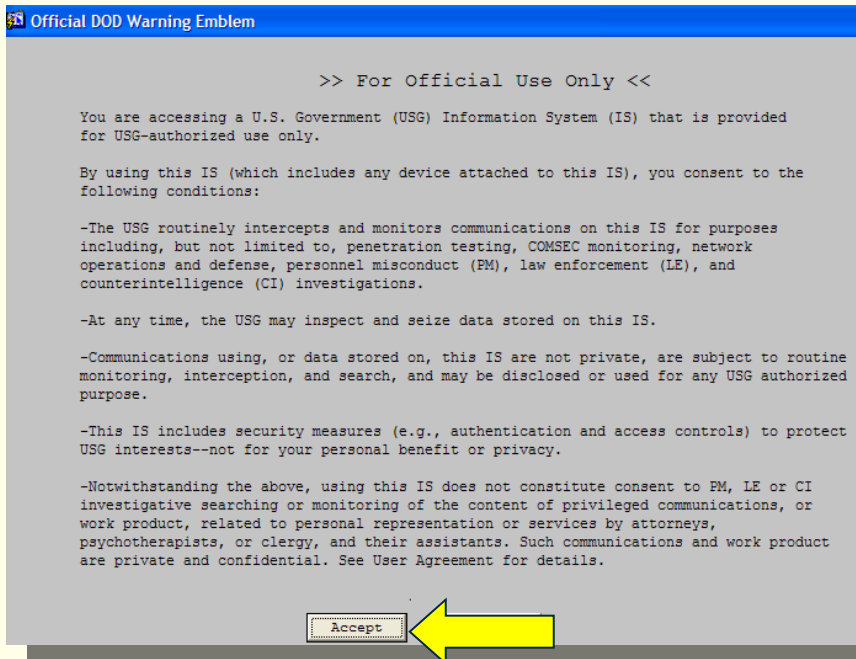 Official DOD Warning Emblem
>> For Official Use Only <<
You are accessing a U.S. Government (USG) Information System (IS) that is provided
for USG-authorized use only.
By using this IS (which includes any device attached to this IS), you consent to the
following conditions:
-The USG routinely intercepts and monitors communications on this IS for purposes
including, but not limited to, penetration testing, COMSEC monitoring, network
operations and defense, personnel misconduct (PM), law enforcement (LE), and
counterintelligence (CI) investigations.
-At any time, the USG may inspect and seize data stored on this IS.
-Communications using, or data stored on, this IS are not private, are subject to routine
monitoring, interception, and search, and may be disclosed or used for any USG authorized
purpose.
-This IS includes security measures (e.g., authentication and access controls) to protect
USG interests--not for your personal benefit or privacy.
-Notwithstanding the above, using this IS does not constitute consent to PM, LE or CI
investigative searching or monitoring of the content of privileged communications, or
work product, related to personal representation or services by attorneys,
psychotherapists, or clergy, and their assistants. Such communications and work product
are private and confidential. See User Agreement for details.
Accept